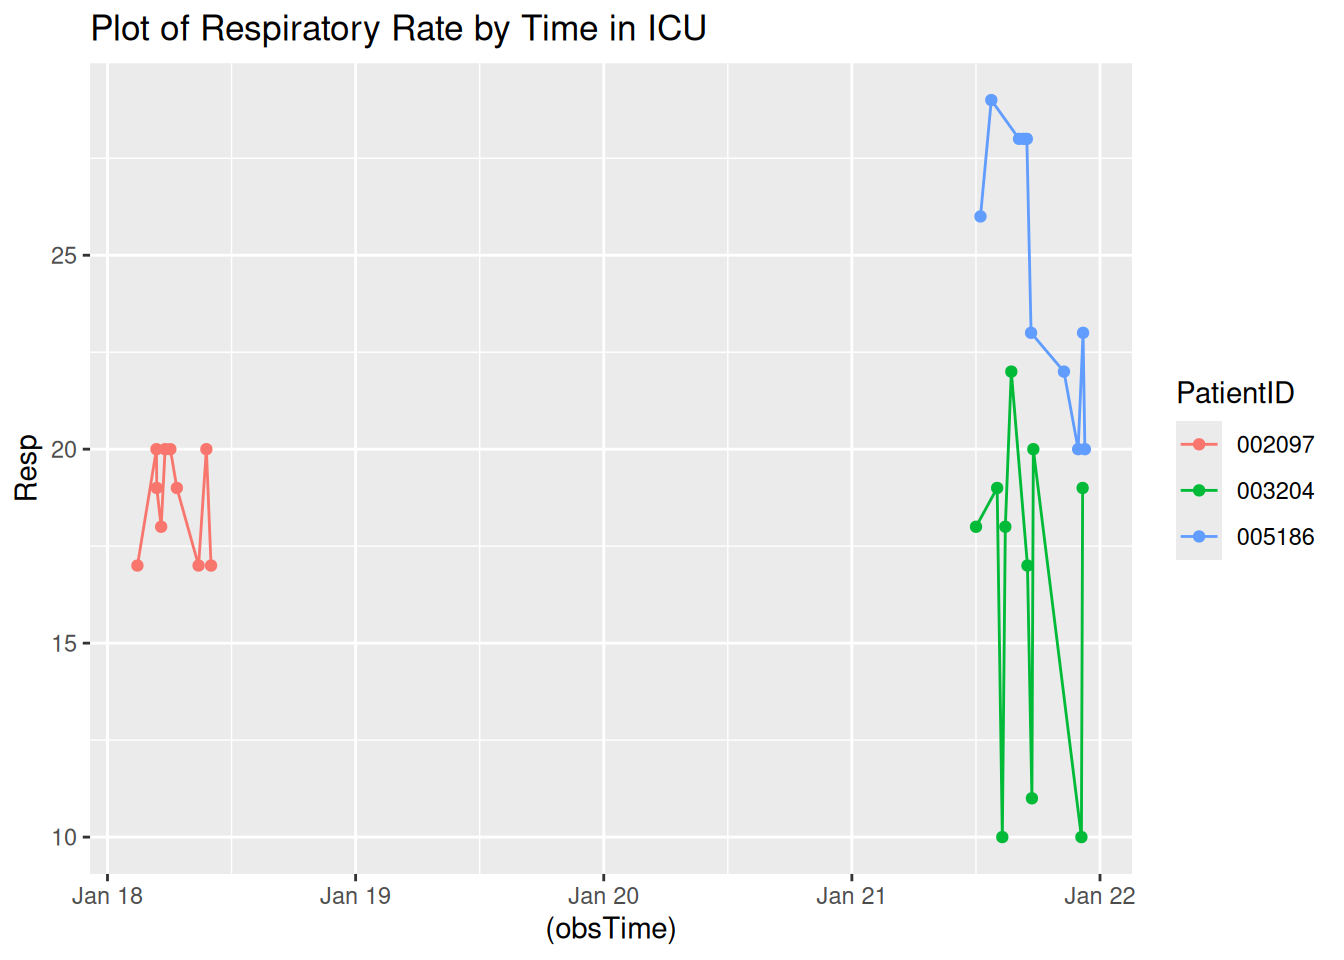 Plot of Respiratory Rate by Time in ICU
25
20
15
10
Resp
Jan 18
Jan 19
Jan 20
Jan 21
Jan 22
(obsTime)
PatientID
002097
003204
005186